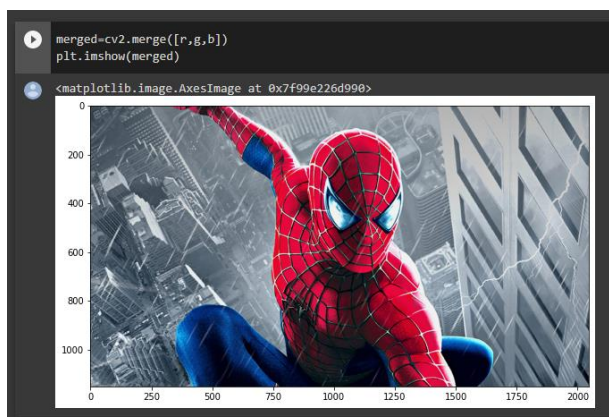 merged=cv2.merge([r,g,b])
plt.imshow(merged)
<matplotlib.image.AxesImage at 0x7f99e226d990>
0
200
400
600
800
1000
0 250 500 750 1000 1250 1500 1750 2000